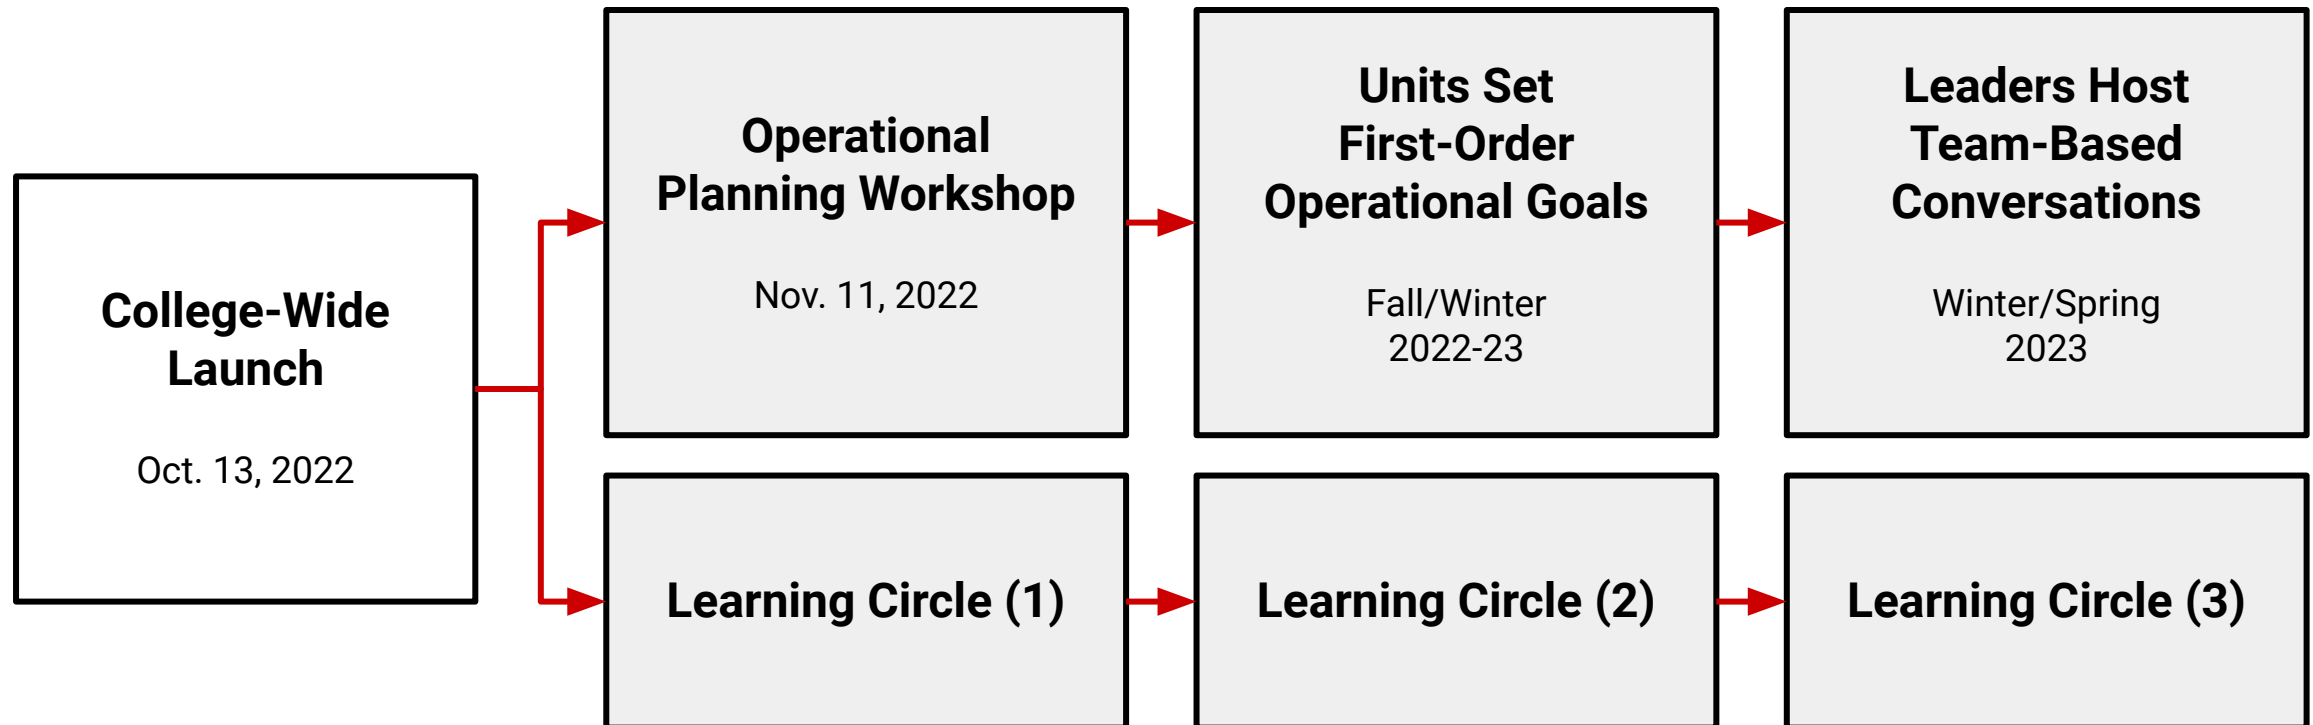 College-Wide
Launch
Oct. 13, 2022
Operational
Planning Workshop
Nov. 11, 2022
Units Set
First-Order
Operational Goals
Fall/Winter
2022-23
Leaders Host
Team-Based
Conversations
Winter/Spring
2023
Learning Circle (1)
Learning Circle (2)
Learning Circle (3)